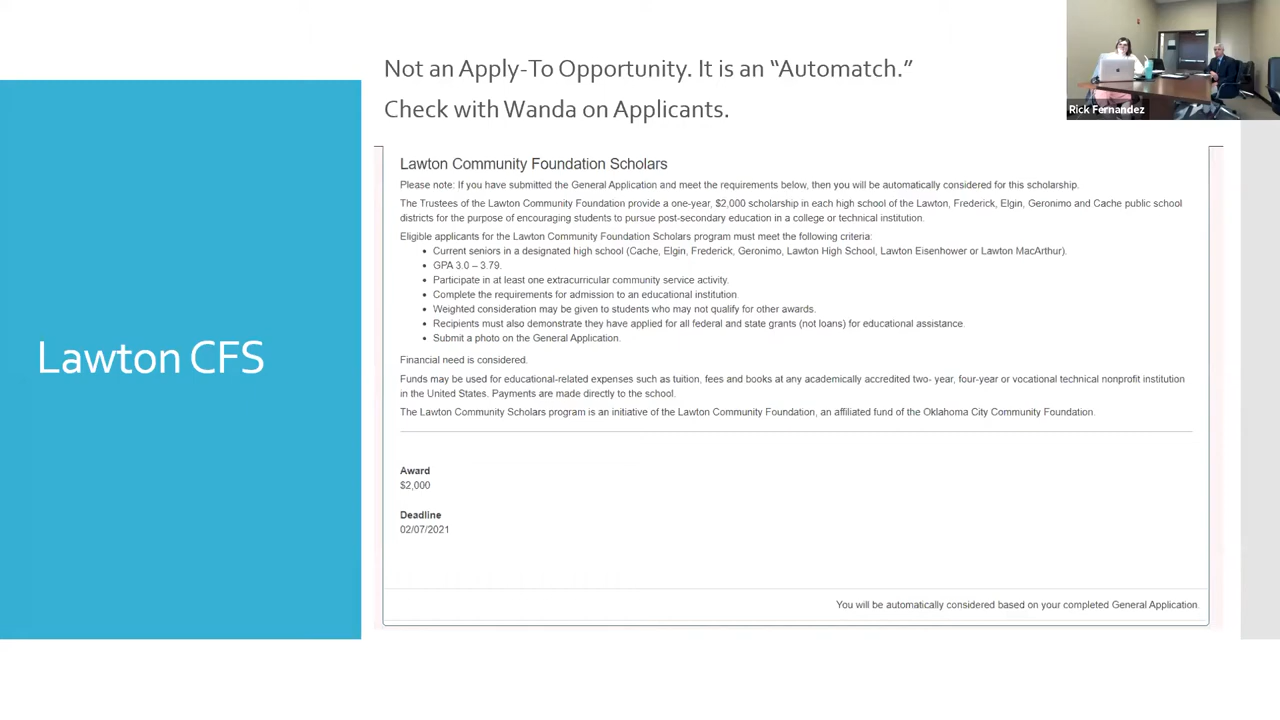 Not an Apply-To Opportunity. It is an “Automatch.”
Check with Wanda on Applicants.
Rick Fernandez
Lawton CFS
Lawton Community Foundation Scholars
Please note: If you have submitted the General Application and meet the requirements below, then you will be automatically considered for this scholarship.
The Trustees of the Lawton Community Foundation provide a one-year, $2,000 scholarship in each high school of the Lawton, Frederick, Elgin, Geronimo and Cache public school
districts for the purpose of encouraging students to pursue post-secondary education in a college or technical institution.
Eligible applicants for the Lawton Community Foundation Scholars program must meet the following criteria:
• Current seniors in a designated high school (Cache, Elgin, Frederick, Geronimo, Lawton High School, Lawton Eisenhower or Lawton MacArthur).
• GPA 3.0 – 3.79.
• Participate in at least one extracurricular community service activity.
• Complete the requirements for admission to an educational institution.
• Weighted consideration may be given to students who may not qualify for other awards.
• Recipients must also demonstrate they have applied for all federal and state grants (not loans) for educational assistance.
• Submit a photo on the General Application.
Financial need is considered.
Funds may be used for educational-related expenses such as tuition, fees and books at any academically accredited two- year, four-year or vocational technical nonprofit institution
in the United States. Payments are made directly to the school.
The Lawton Community Scholars program is an initiative of the Lawton Community Foundation, an affiliated fund of the Oklahoma City Community Foundation.
Award
$2,000
Deadline
02/07/2021
You will be automatically considered based on your completed General Application.